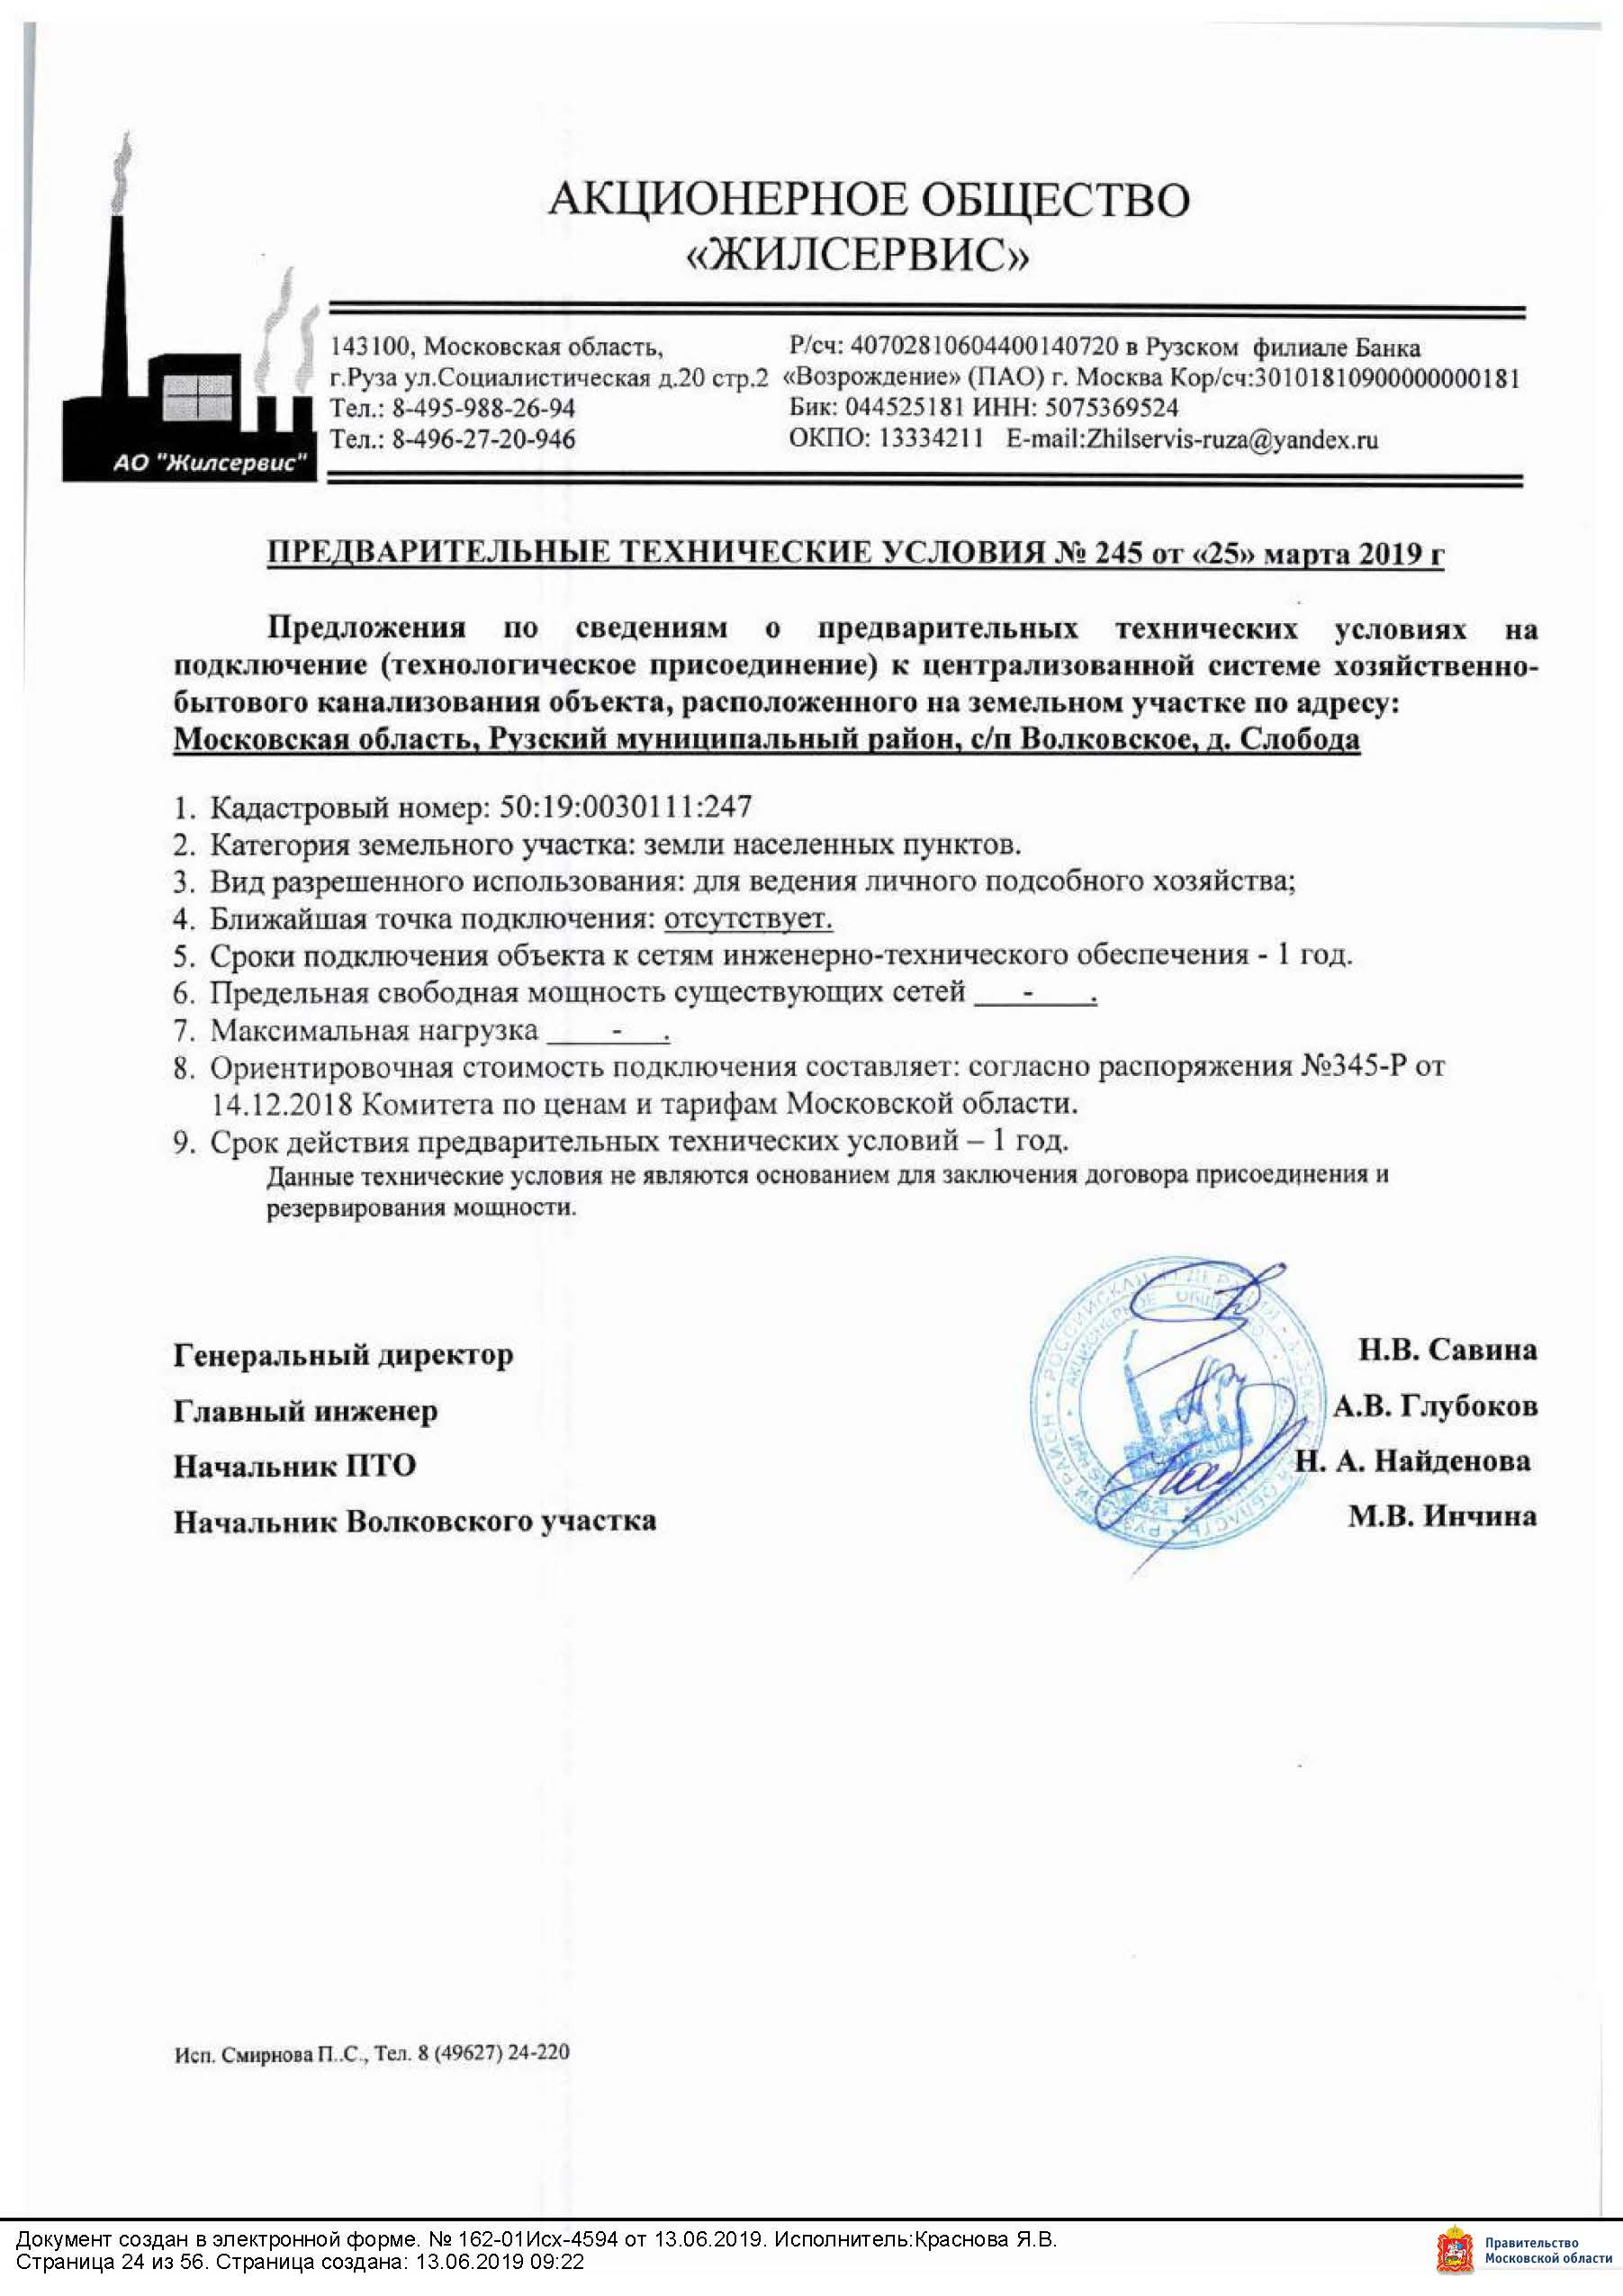 АКЦИОНЕРНОЕ ОБЩЕСТВО
«ЖИЛСЕРВИС»
АО "Жилсервис"
143100, Московская область,
г.Руза ул.Социалистическая д.20 стр.2
Тел.: 8-495-988-26-94
Тел.: 8-496-27-20-946
Р/сч: 40702810604400140720 в Рузском филиале Банка
«Возрождение» (ПАО) г. Москва Кор/сч:30101810900000000181
Бик: 044525181 ИНН: 5075369524
ОКПО: 13334211 E-mail:Zhilservis-ruza@yandex.ru
ПРЕДВАРИТЕЛЬНЫЕ ТЕХНИЧЕСКИЕ УСЛОВИЯ № 245 от «25» марта 2019 г
Предложения по сведениям о предварительных технических условиях на
подключение (технологическое присоединение) к централизованной системе хозяйственно-
бытового канализования объекта, расположенного на земельном участке по адресу:
Московская область, Рузский муниципальный район, с/п Волковское, д. Слобода
1. Кадастровый номер: 50:19:0030111:247
2. Категория земельного участка: земли населенных пунктов.
3. Вид разрешенного использования: для ведения личного подсобного хозяйства;
4. Ближайшая точка подключения: отсутствует.
5. Сроки подключения объекта к сетям инженерно-технического обеспечения - 1 год.
6. Предельная свободная мощность существующих сетей ___-____.
7. Максимальная нагрузка ____-___.
8. Ориентировочная стоимость подключения составляет: согласно распоряжения №345-Р от
14.12.2018 Комитета по ценам и тарифам Московской области.
9. Срок действия предварительных технических условий – 1 год.
Данные технические условия не являются основанием для заключения договора присоединения и
резервирования мощности.
Генеральный директор Н.В. Савина
Главный инженер А.В. Глубоков
Начальник ПТО Н. А. Найденова
Начальник Волковского участка М.В. Инчина
Исп. Смирнова П..С., Тел. 8 (49627) 24-220
Документ создан в электронной форме. № 162-01Исх-4594 от 13.06.2019. Исполнитель:Краснова Я.В.
Страница 24 из 56. Страница создана: 13.06.2019 09:22
Правительство
Московской области